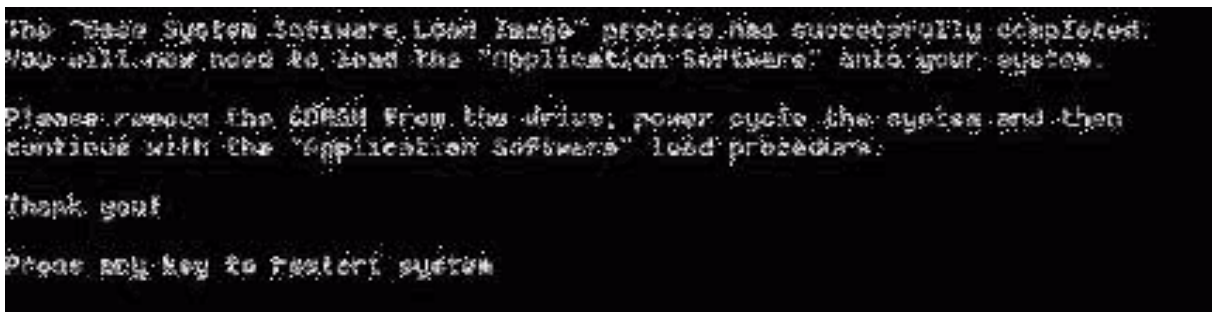 The "Base System Software Load Image" process has successfully completed.
You will now need to load the "Application Software" onto your system.
Please remove the CDROM from the drive, power cycle the system and then
continue with the "Application Software" load procedure.
Thank you!
Press any key to restart system